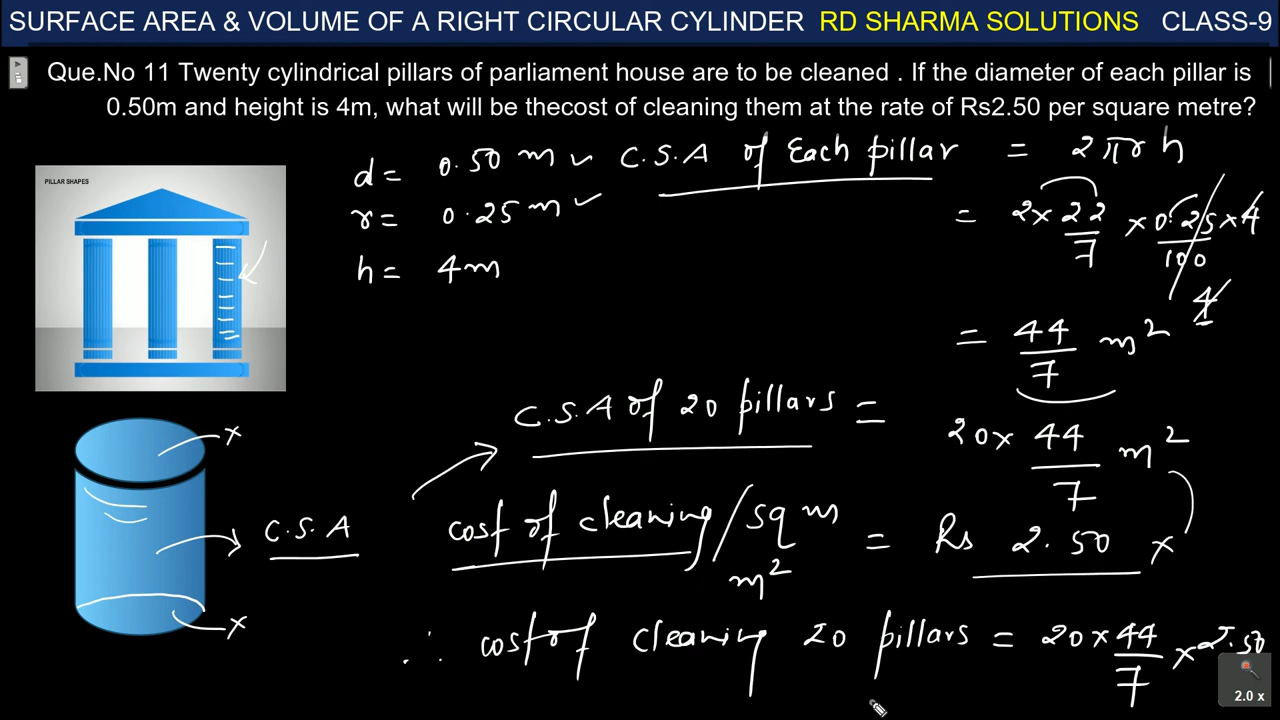 SURFACE AREA & VOLUME OF A RIGHT CIRCULAR CYLINDER RD SHARMA SOLUTIONS CLASS-9
Que.No 11 Twenty cylindrical pillars of parliament house are to be cleaned . If the diameter of each pillar is
0.50m and height is 4m, what will be thecost of cleaning them at the rate of Rs2.50 per square metre?
PILLAR SHAPES
d = 0.50 m ✓ C.S.A of Each pillar = 2πrh
r = 0.25 m ✓
h = 4m
= 2 × 22/7 × 0.25/100 × 4
4
= 44/7 m²
C.S.A of 20 pillars = 20 × 44/7 m²
x
C.S.A
x
cost of cleaning / sq m = Rs 2.50 ×
m²
∴ cost of cleaning 20 pillars = 20 × 44/7 × 2.50
2.0 x